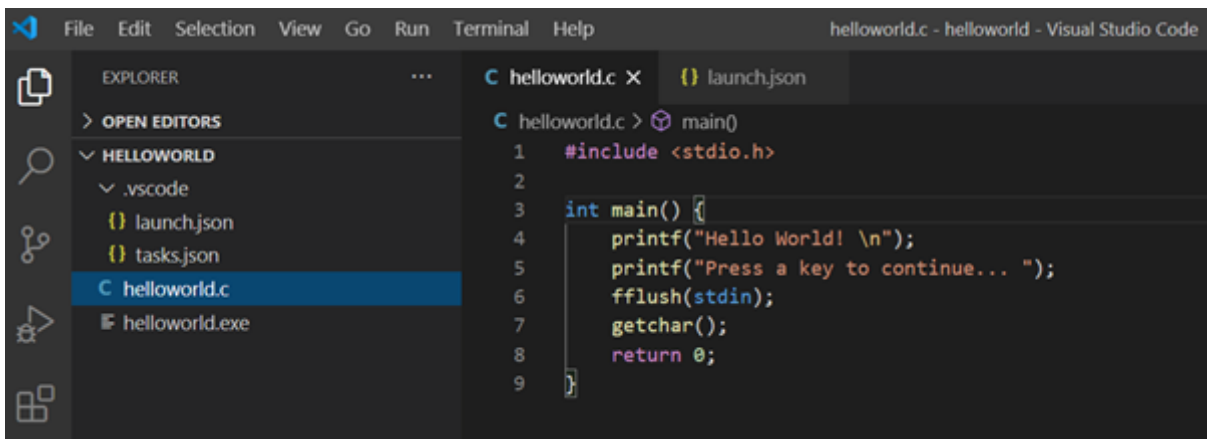 File Edit Selection View Go Run Terminal Help helloworld.c - helloworld - Visual Studio Code
EXPLORER ...
OPEN EDITORS
HELLOWORLD
.vscode
{} launch.json
{} tasks.json
C helloworld.c
helloworld.exe
C helloworld.c × {} launch.json
C helloworld.c > main()
1 #include <stdio.h>
2
3 int main() {
4 printf("Hello World! \n");
5 printf("Press a key to continue... ");
6 fflush(stdin);
7 getchar();
8 return 0;
9 }